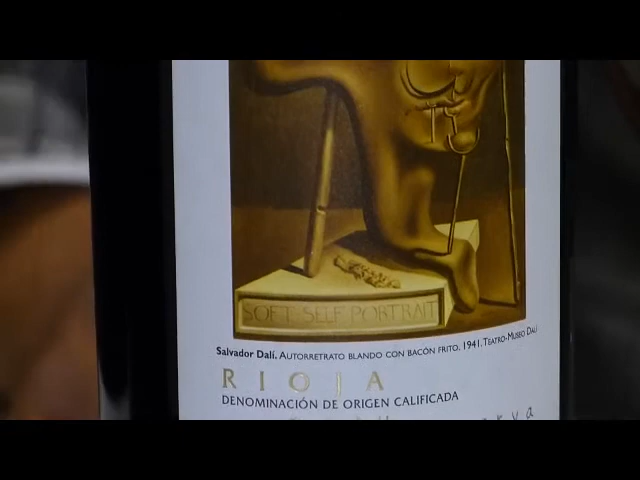 SOFT SELF PORTRAIT
Salvador Dalí. AUTORRETRATO BLANDO CON BACÓN FRITO. 1941. TEATRO-MUSEO DALÍ
RIOJA
DENOMINACIÓN DE ORIGEN CALIFICADA